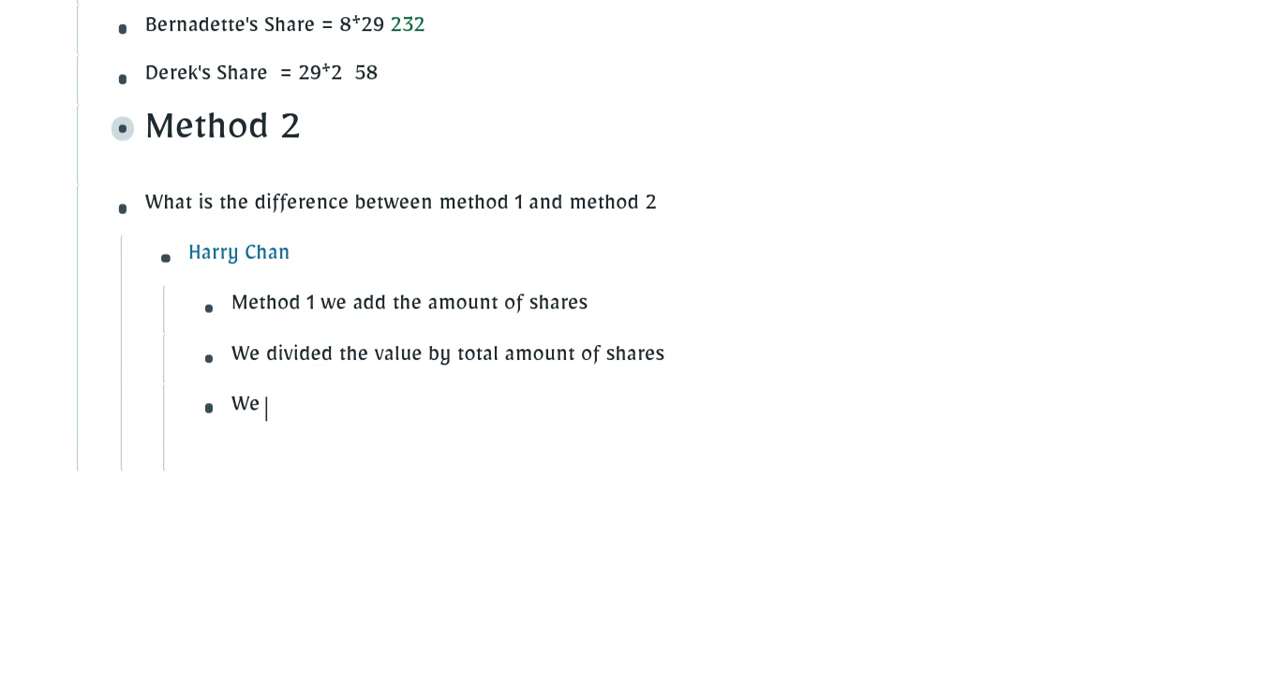 Bernadette's Share = 8*29 232
Derek's Share = 29*2 58
Method 2
What is the difference between method 1 and method 2
Harry Chan
Method 1 we add the amount of shares
We divided the value by total amount of shares
We